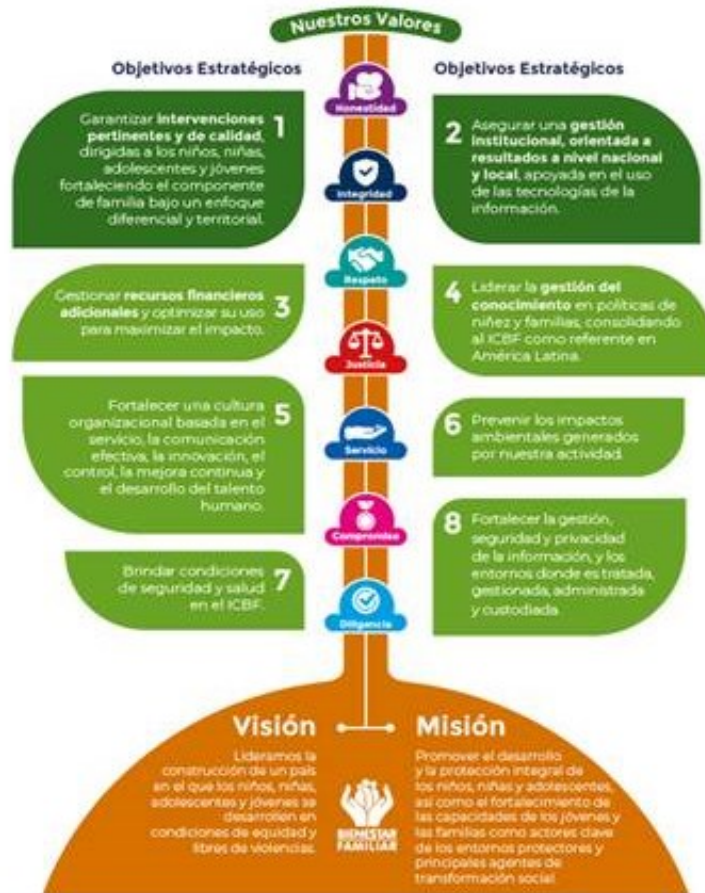 Nuestros Valores
Objetivos Estratégicos
Objetivos Estratégicos
Honestidad
Integridad
Respeto
Justicia
Servicio
Compromiso
Diligencia
1
Garantizar intervenciones
pertinentes y de calidad,
dirigidas a los niños, niñas,
adolescentes y jóvenes
fortaleciendo el componente
de familia bajo un enfoque
diferencial y territorial.
2
Asegurar una gestión
institucional, orientada a
resultados a nivel nacional
y local, apoyada en el uso
de las tecnologías de la
información.
3
Gestionar recursos financieros
adicionales y optimizar su uso
para maximizar el impacto.
4
Liderar la gestión del
conocimiento en políticas de
niñez y familias, consolidando
al ICBF como referente en
América Latina.
5
Fortalecer una cultura
organizacional basada en el
servicio, la comunicación
efectiva, la innovación, el
control, la mejora continua y
el desarrollo del talento
humano.
6
Prevenir los impactos
ambientales generados
por nuestra actividad.
7
Brindar condiciones
de seguridad y salud
en el ICBF.
8
Fortalecer la gestión,
seguridad y privacidad
de la información, y los
entornos donde es tratada,
gestionada, administrada
y custodiada.
Visión
Lideramos la
construcción de un país
en el que los niños, niñas,
adolescentes y jóvenes se
desarrollen en
condiciones de equidad y
libres de violencias.
BIENESTAR
FAMILIAR
Misión
Promover el desarrollo
y la protección integral de
los niños, niñas y adolescentes,
así como el fortalecimiento de
las capacidades de los jóvenes y
las familias como actores clave
de los entornos protectores y
principales agentes de
transformación social.